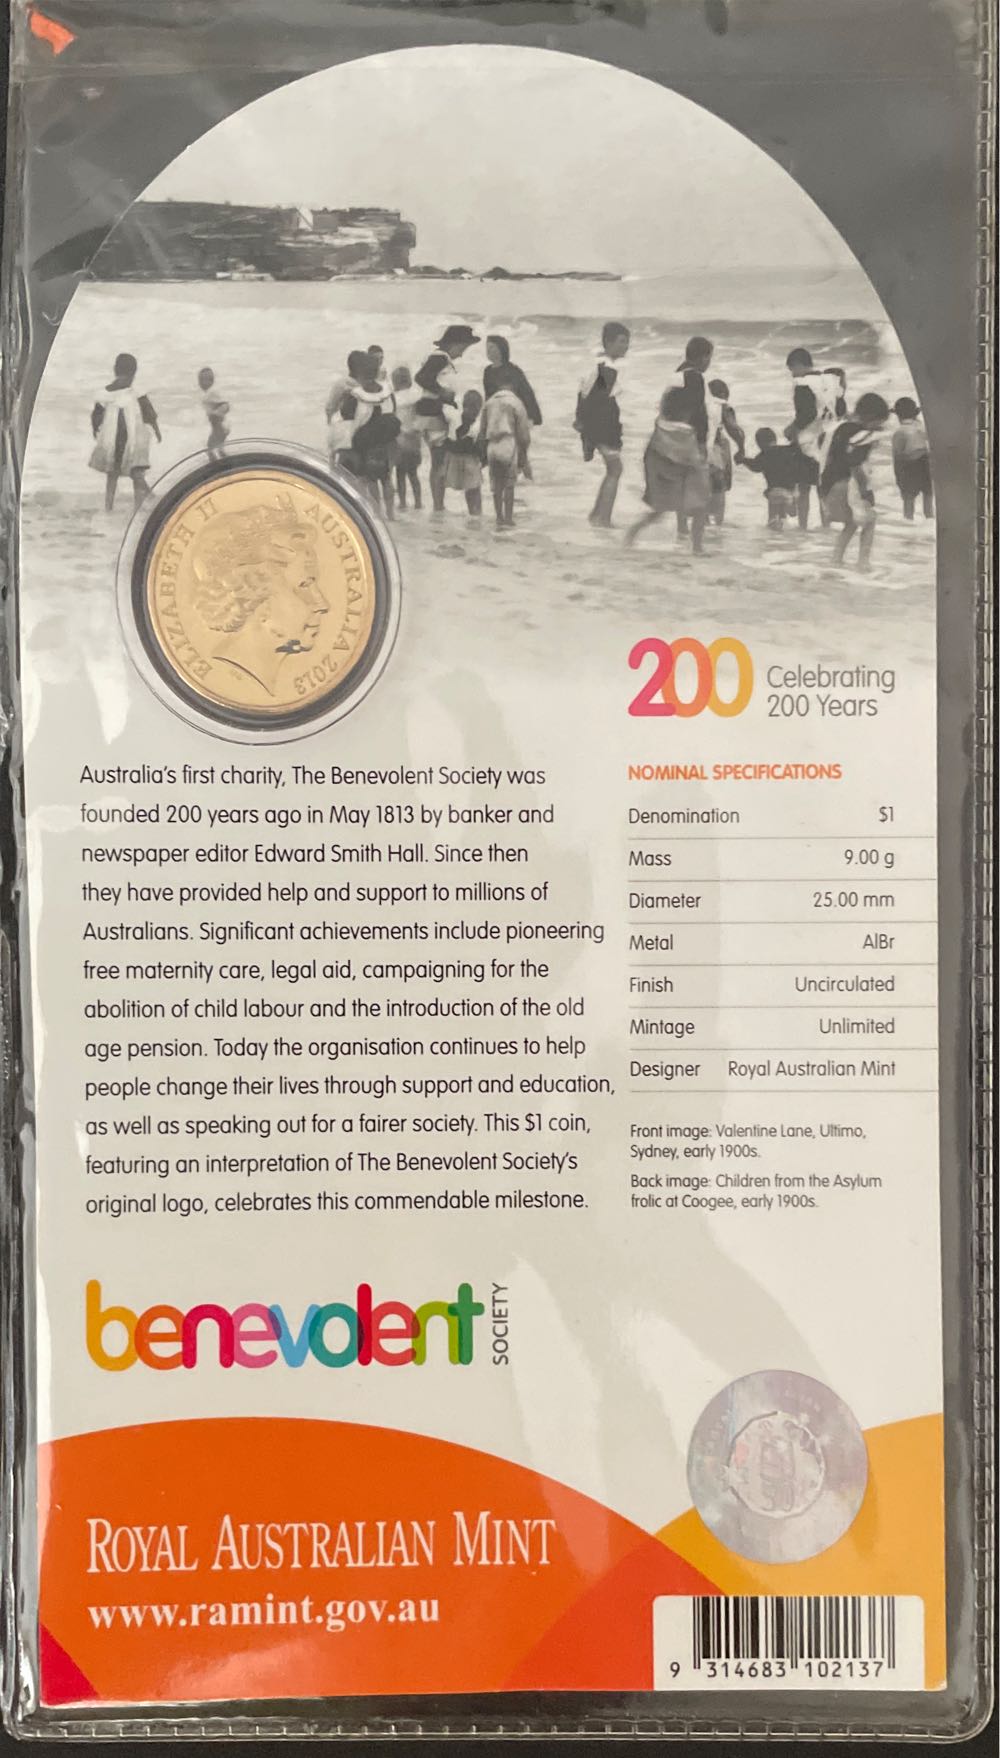 ELIZABETH II
AUSTRALIA 2013
200 Celebrating
200 Years
Australia's first charity, The Benevolent Society was
founded 200 years ago in May 1813 by banker and
newspaper editor Edward Smith Hall. Since then
they have provided help and support to millions of
Australians. Significant achievements include pioneering
free maternity care, legal aid, campaigning for the
abolition of child labour and the introduction of the old
age pension. Today the organisation continues to help
people change their lives through support and education,
as well as speaking out for a fairer society. This $1 coin,
featuring an interpretation of The Benevolent Society's
original logo, celebrates this commendable milestone.
NOMINAL SPECIFICATIONS
Denomination $1
Mass 9.00 g
Diameter 25.00 mm
Metal AlBr
Finish Uncirculated
Mintage Unlimited
Designer Royal Australian Mint
Front image: Valentine Lane, Ultimo,
Sydney, early 1900s.
Back image: Children from the Asylum
frolic at Coogee, early 1900s.
benevolent SOCIETY
ROYAL AUSTRALIAN MINT
www.ramint.gov.au
9 314683 102137